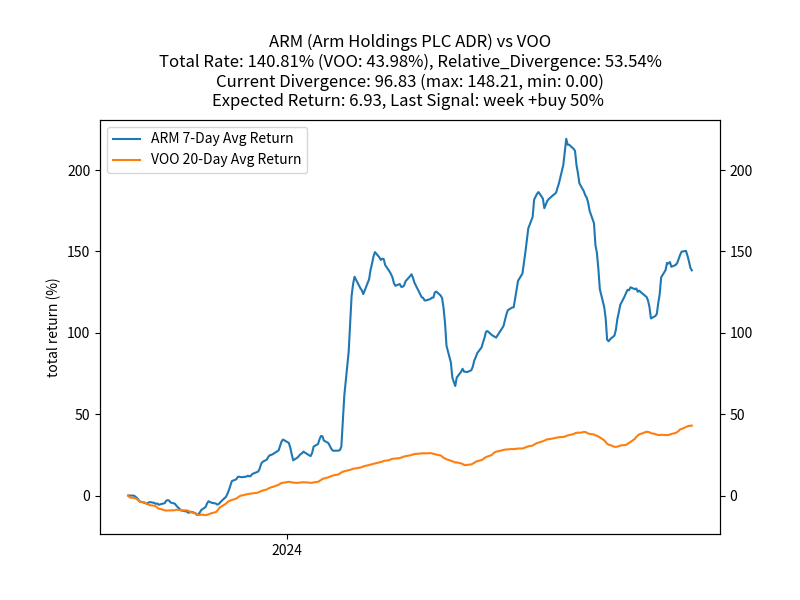 ARM (Arm Holdings PLC ADR) vs VOO
Total Rate: 140.81% (VOO: 43.98%), Relative_Divergence: 53.54%
Current Divergence: 96.83 (max: 148.21, min: 0.00)
Expected Return: 6.93, Last Signal: week +buy 50%
ARM 7-Day Avg Return
VOO 20-Day Avg Return
200 200
150 150
100 100
50 50
0 0
total return (%)
2024